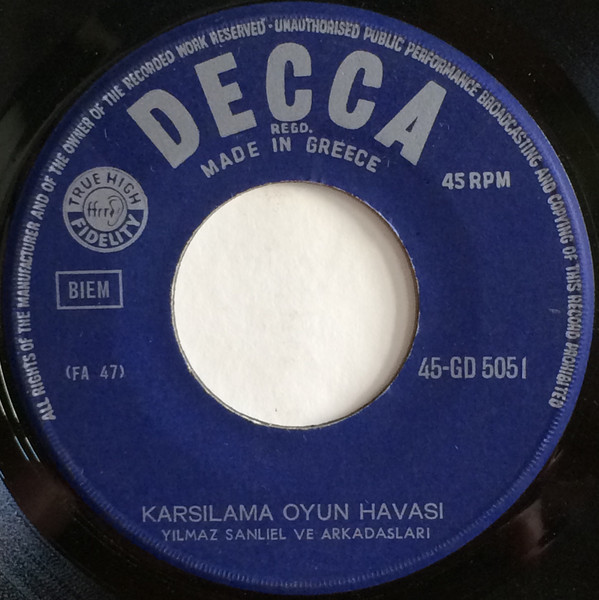 ALL RIGHTS OF THE MANUFACTURER AND OF THE OWNER OF THE RECORDED WORK RESERVED · UNAUTHORISED PUBLIC PERFORMANCE BROADCASTING AND COPYING OF THIS RECORD PROHIBITED
DECCA
REGD.
MADE IN GREECE
45 RPM
TRUE HIGH
ffrr
FIDELITY
BIEM
(FA 47)
45-GD 5051
KARSILAMA OYUN HAVASI
YILMAZ SANLIEL VE ARKADASLARI